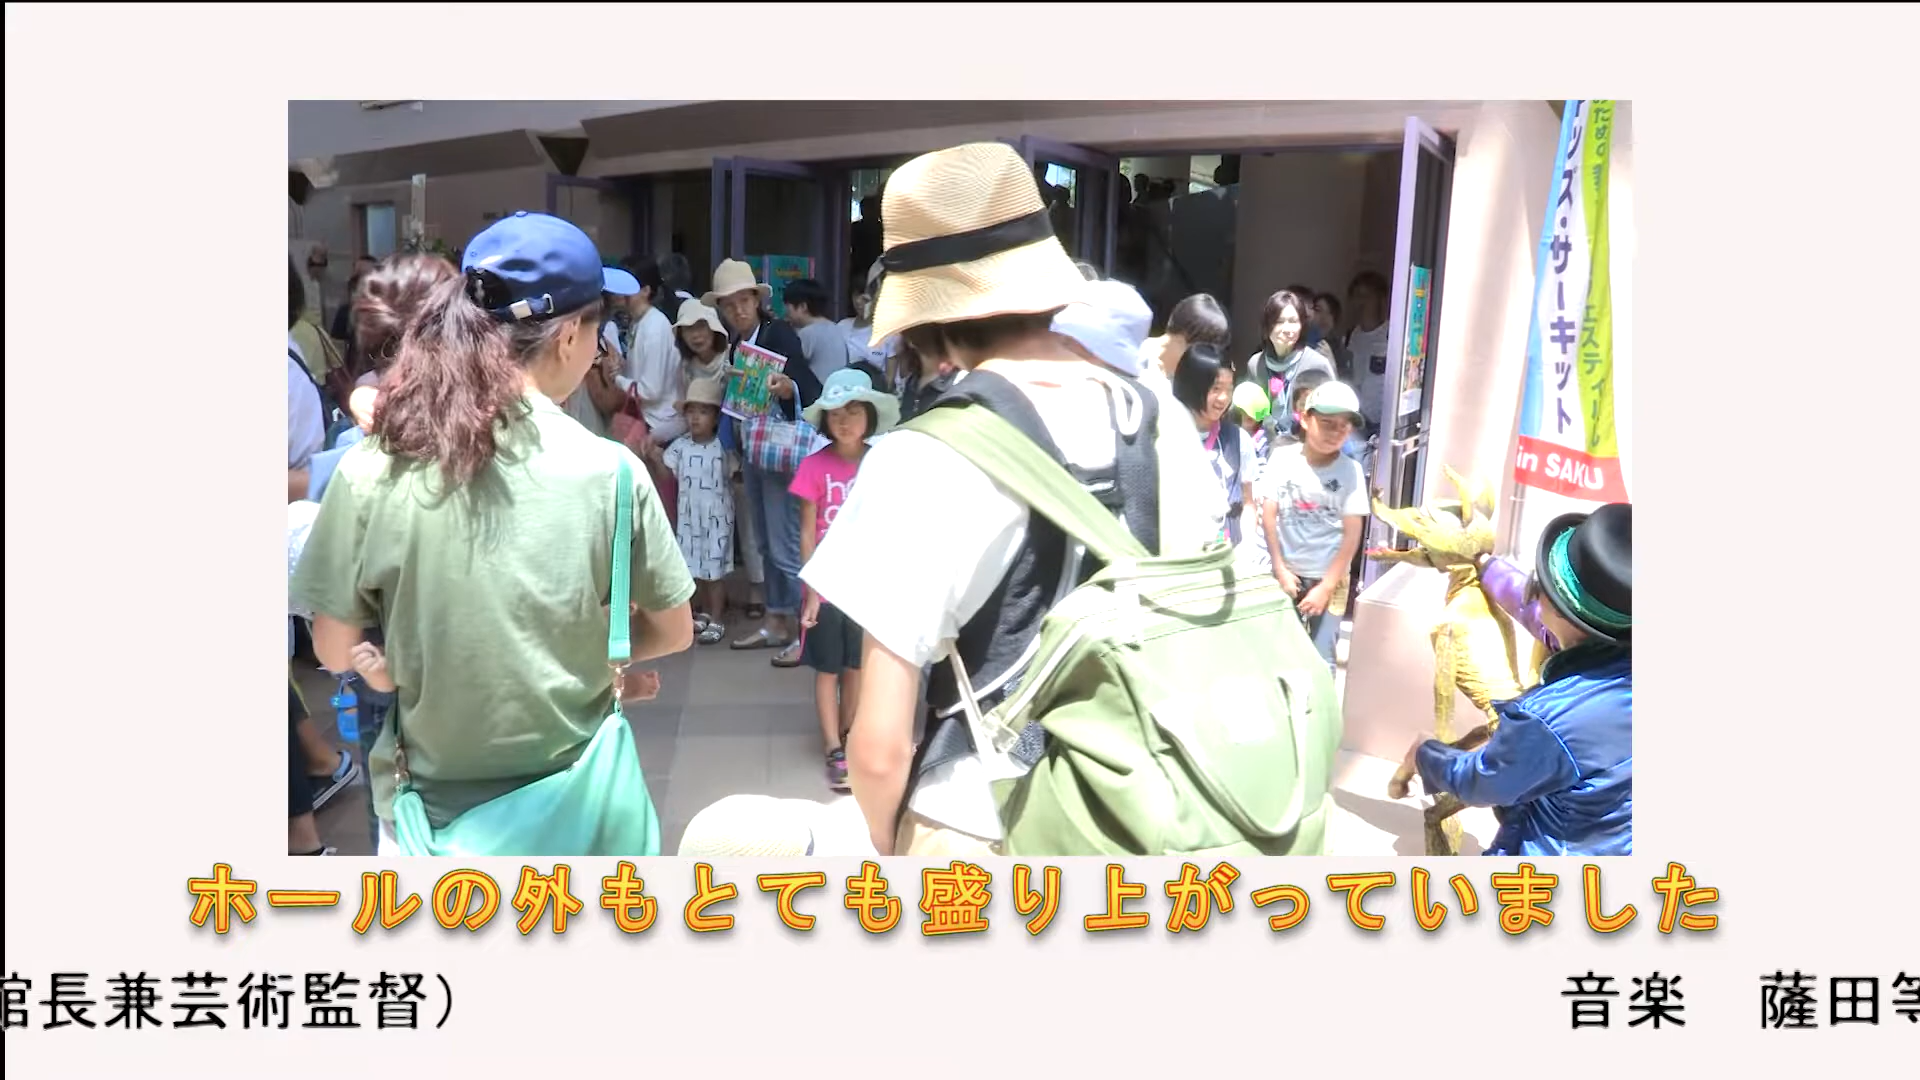 ッズ・サーキット
in SAKU
ホールの外もとても盛り上がっていました
館長兼芸術監督)
音楽 薩田等